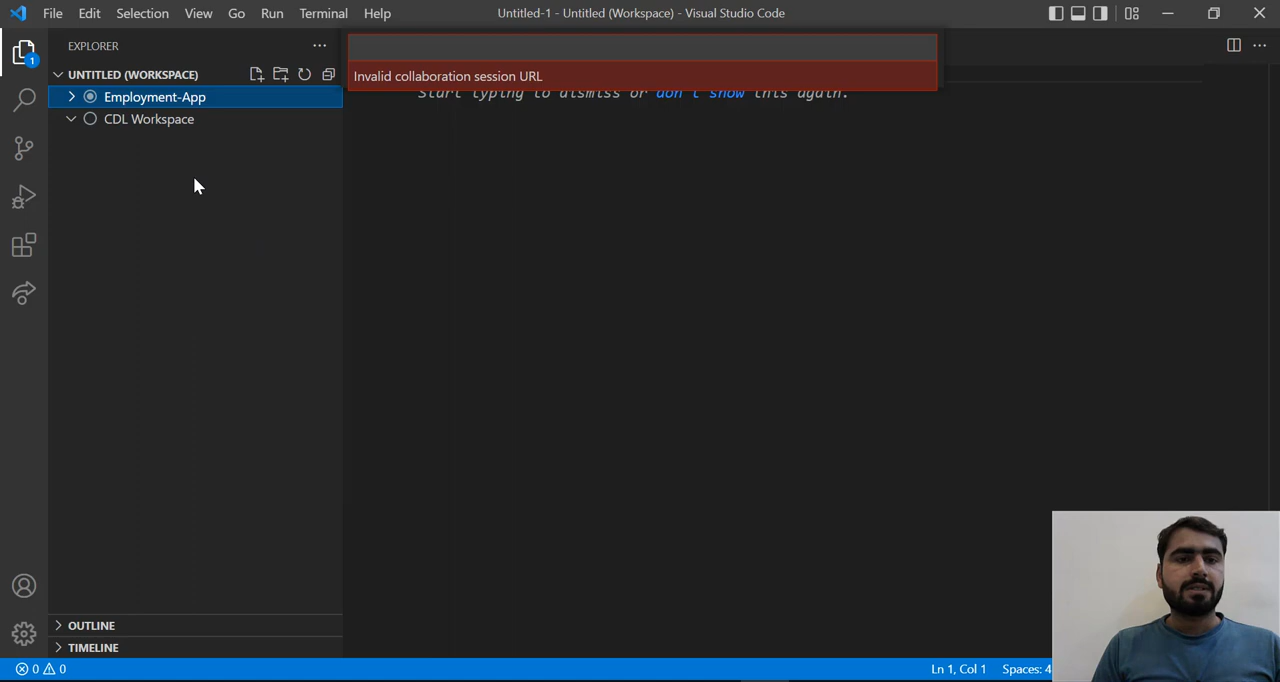 File Edit Selection View Go Run Terminal Help
Untitled-1 - Untitled (Workspace) - Visual Studio Code
1
EXPLORER
UNTITLED (WORKSPACE)
Employment-App
CDL Workspace
Invalid collaboration session URL
Start typing to dismiss or don't show this again.
OUTLINE
TIMELINE
0 0
Ln 1, Col 1 Spaces: 4